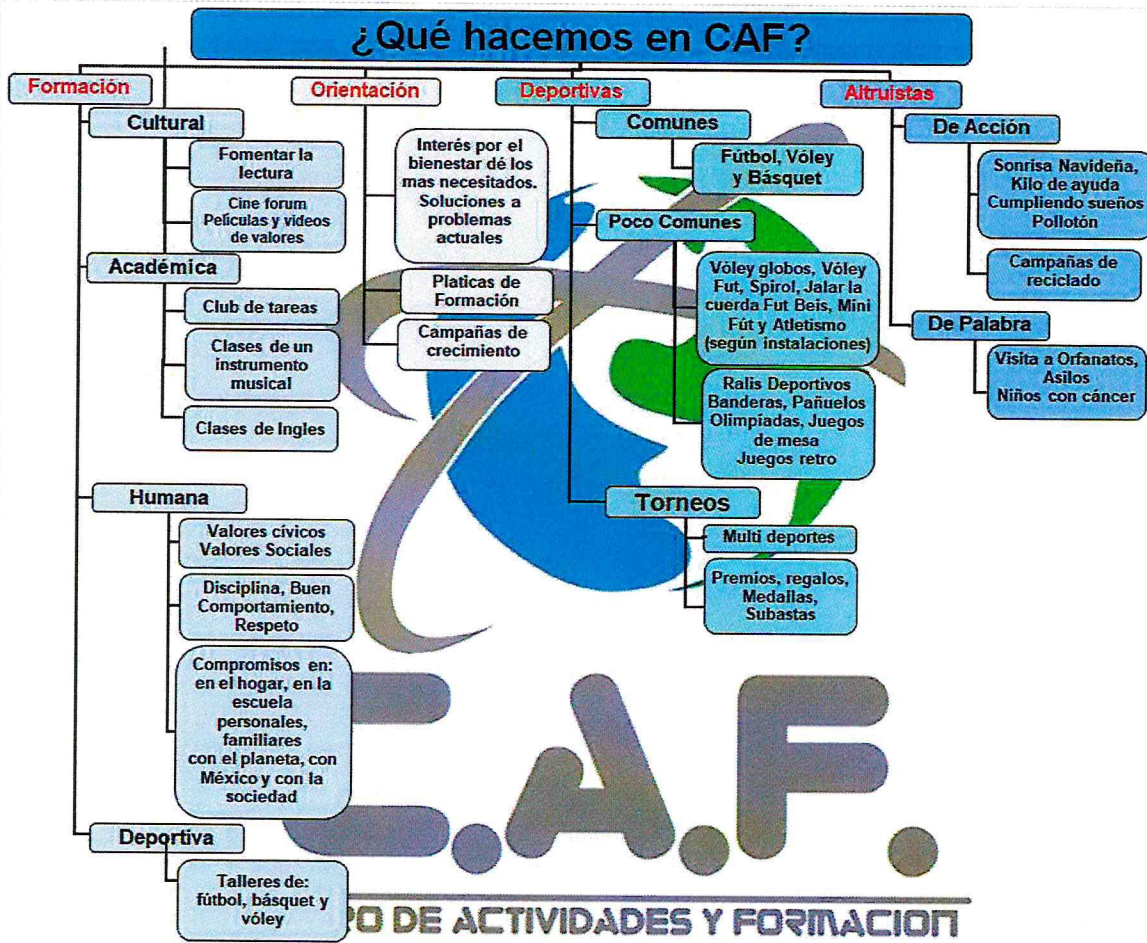 ¿Qué hacemos en CAF?
Formación
Cultural
Fomentar la
lectura
Cine forum
Películas y videos
de valores
Académica
Club de tareas
Clases de un
instrumento
musical
Clases de Ingles
Humana
Valores cívicos
Valores Sociales
Disciplina, Buen
Comportamiento,
Respeto
Compromisos en:
en el hogar, en la
escuela
personales,
familiares
con el planeta, con
México y con la
sociedad
Deportiva
Talleres de:
fútbol, básquet y
vóley
Orientación
Interés por el
bienestar dé los
mas necesitados.
Soluciones a
problemas
actuales
Platicas de
Formación
Campañas de
crecimiento
Deportivas
Comunes
Fútbol, Vóley
y Básquet
Poco Comunes
Vóley globos, Vóley
Fut, Spirol, Jalar la
cuerda Fut Beis, Mini
Fút y Atletismo
(según instalaciones)
Ralis Deportivos
Banderas, Pañuelos
Olimpíadas, Juegos
de mesa
Juegos retro
Torneos
Multi deportes
Premios, regalos,
Medallas,
Subastas
Altruistas
De Acción
Sonrisa Navideña,
Kilo de ayuda
Cumpliendo sueños
Pollotón
Campañas de
reciclado
De Palabra
Visita a Orfanatos,
Asilos
Niños con cáncer
C.A.F.
DE ACTIVIDADES Y FORMACION